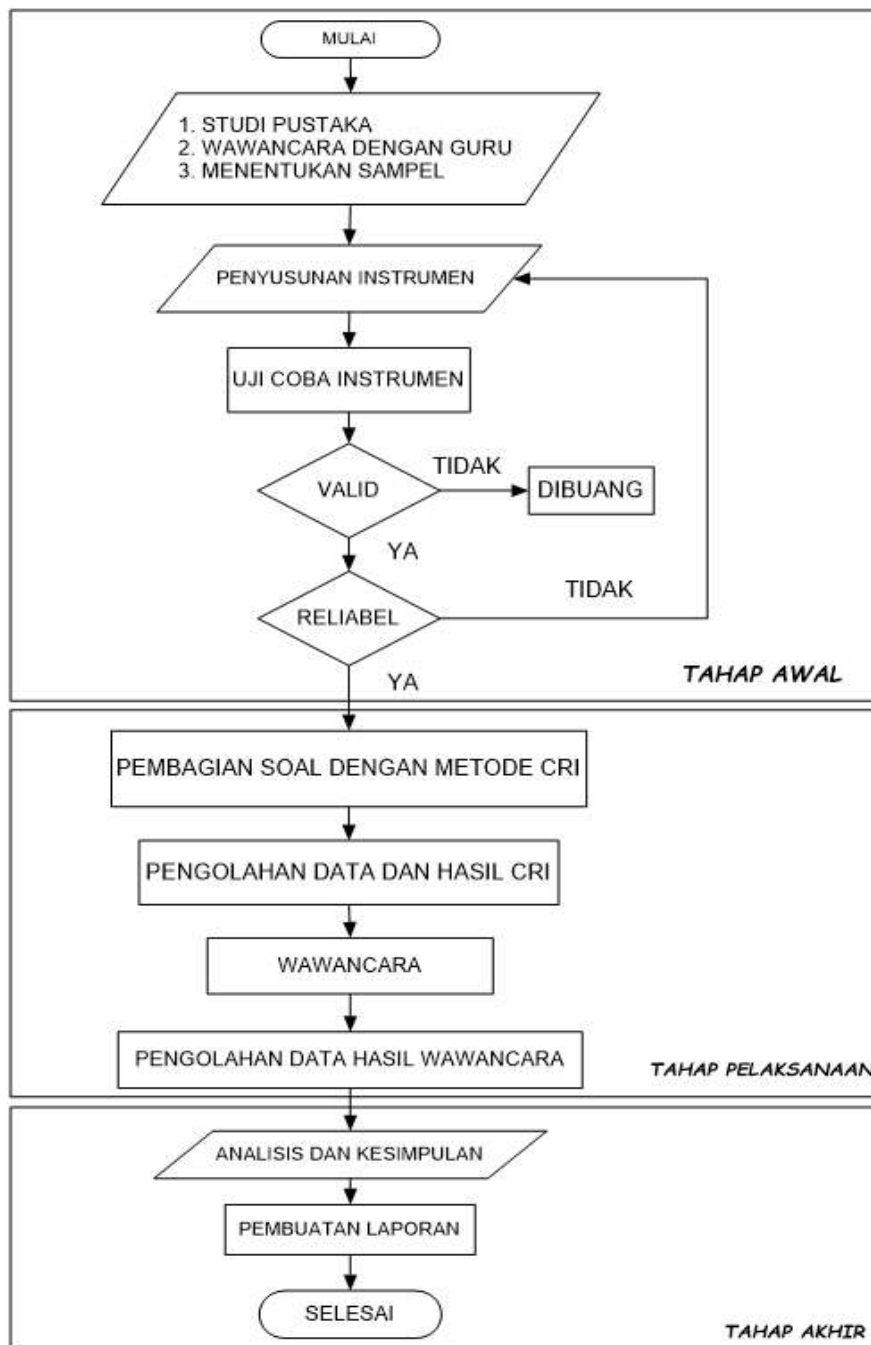 MULAI
1. STUDI PUSTAKA
2. WAWANCARA DENGAN GURU
3. MENENTUKAN SAMPEL
PENYUSUNAN INSTRUMEN
UJI COBA INSTRUMEN
VALID
TIDAK
DIBUANG
YA
RELIABEL
TIDAK
YA
TAHAP AWAL
PEMBAGIAN SOAL DENGAN METODE CRI
PENGOLAHAN DATA DAN HASIL CRI
WAWANCARA
PENGOLAHAN DATA HASIL WAWANCARA
TAHAP PELAKSANAAN
ANALISIS DAN KESIMPULAN
PEMBUATAN LAPORAN
SELESAI
TAHAP AKHIR